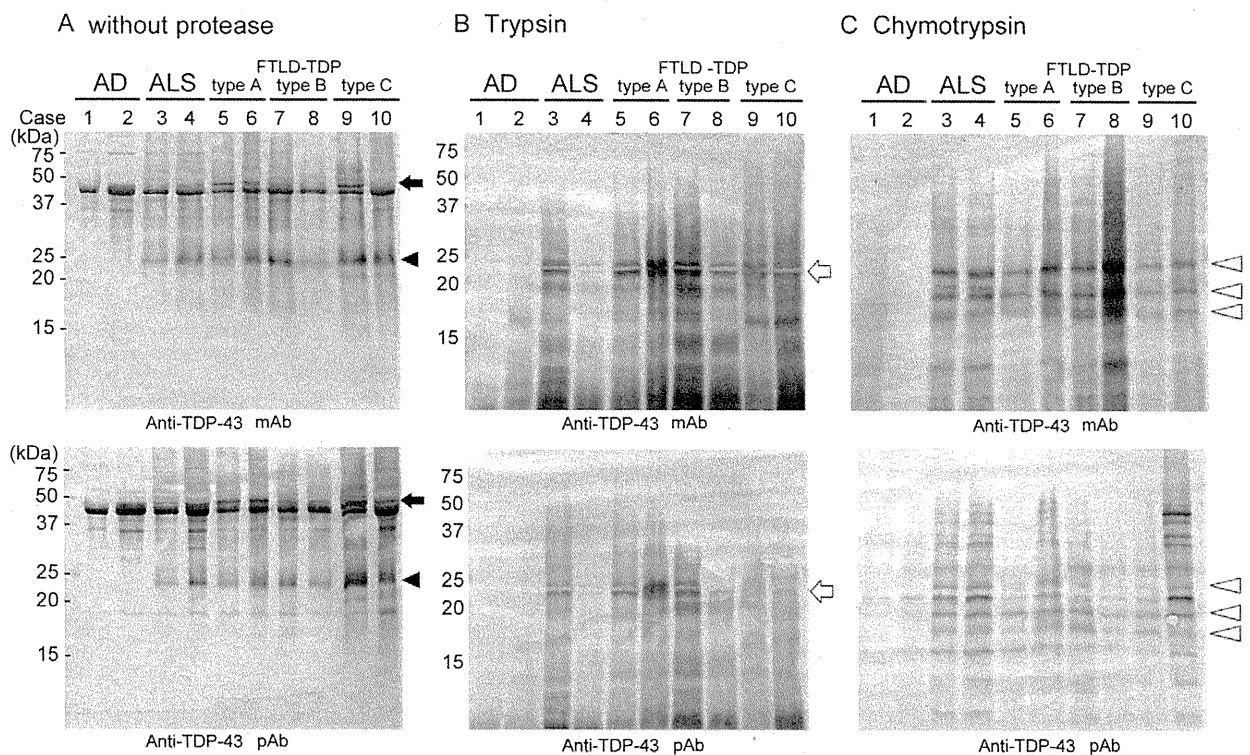 A without protease
AD ALS FTLD-TDP type A type B type C
Case 1 2 3 4 5 6 7 8 9 10
(kDa)
75
50
37
25
20
15
Anti-TDP-43 mAb
(kDa)
75
50
37
25
20
15
Anti-TDP-43 pAb
B Trypsin
AD ALS FTLD -TDP type A type B type C
1 2 3 4 5 6 7 8 9 10
75
50
37
25
20
15
Anti-TDP-43 mAb
75
50
37
25
20
15
Anti-TDP-43 pAb
C Chymotrypsin
AD ALS FTLD-TDP type A type B type C
1 2 3 4 5 6 7 8 9 10
Anti-TDP-43 mAb
Anti-TDP-43 pAb